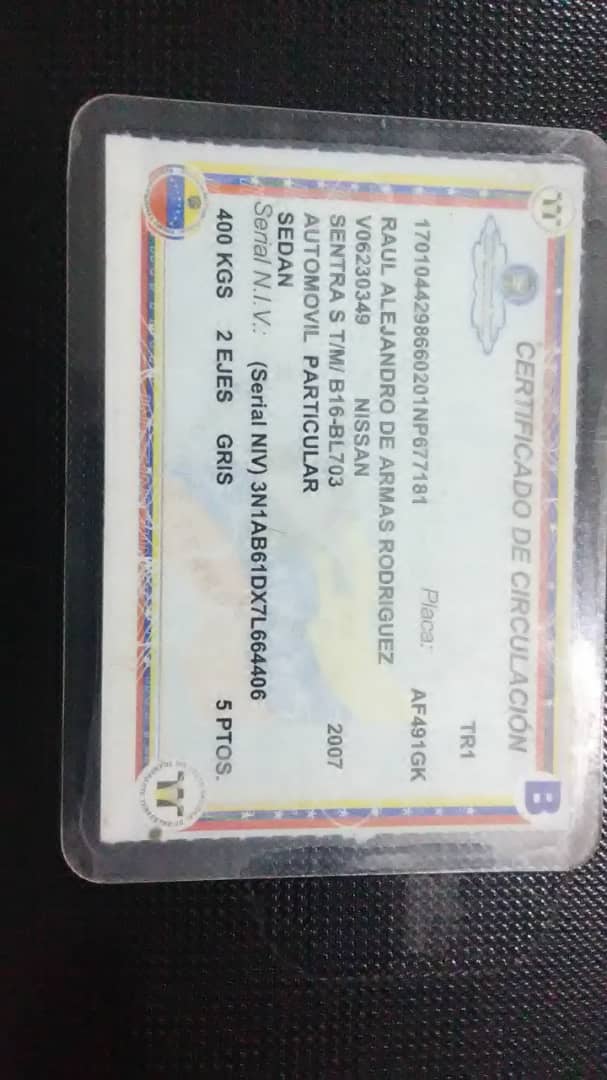 CERTIFICADO DE CIRCULACIÓN
B
TR1
1701044298660201NP677181 Placa: AF491GK
RAUL ALEJANDRO DE ARMAS RODRIGUEZ
V06230349 NISSAN
SENTRA S T/M/ B16-BL703 2007
AUTOMOVIL PARTICULAR
SEDAN
Serial N.I.V.: (Serial NIV) 3N1AB61DX7L664406
400 KGS 2 EJES GRIS 5 PTOS.